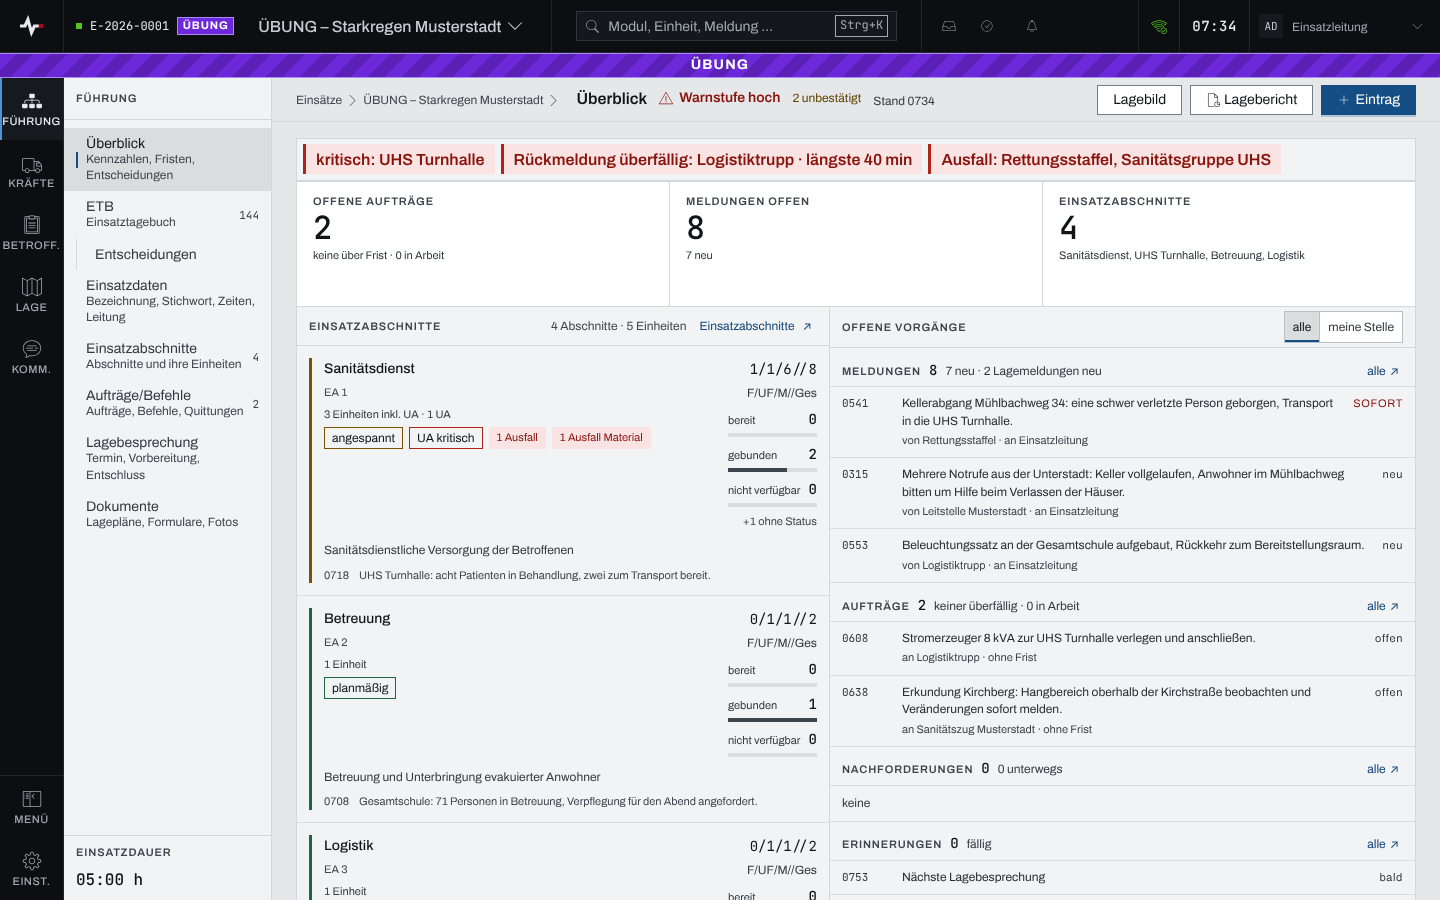 E-2026-0001 ÜBUNG ÜBUNG – Starkregen Musterstadt Modul, Einheit, Meldung ... Strg+K 07:34 AD Einsatzleitung
ÜBUNG
FÜHRUNG
KRÄFTE
BETROFF.
LAGE
KOMM.
MENÜ
EINST.
FÜHRUNG
Überblick
Kennzahlen, Fristen,
Entscheidungen
ETB
Einsatztagebuch 144
Entscheidungen
Einsatzdaten
Bezeichnung, Stichwort, Zeiten,
Leitung
Einsatzabschnitte
Abschnitte und ihre Einheiten 4
Aufträge/Befehle
Aufträge, Befehle, Quittungen 2
Lagebesprechung
Termin, Vorbereitung,
Entschluss
Dokumente
Lagepläne, Formulare, Fotos
EINSATZDAUER
05:00 h
Einsätze ÜBUNG – Starkregen Musterstadt Überblick Warnstufe hoch 2 unbestätigt Stand 0734 Lagebild Lagebericht + Eintrag
kritisch: UHS Turnhalle Rückmeldung überfällig: Logistiktrupp · längste 40 min Ausfall: Rettungsstaffel, Sanitätsgruppe UHS
OFFENE AUFTRÄGE
2
keine über Frist · 0 in Arbeit
MELDUNGEN OFFEN
8
7 neu
EINSATZABSCHNITTE
4
Sanitätsdienst, UHS Turnhalle, Betreuung, Logistik
EINSATZABSCHNITTE 4 Abschnitte · 5 Einheiten Einsatzabschnitte ↗
Sanitätsdienst 1/1/6//8
EA 1 F/UF/M//Ges
3 Einheiten inkl. UA · 1 UA
angespannt UA kritisch 1 Ausfall 1 Ausfall Material
bereit 0
gebunden 2
nicht verfügbar 0
+1 ohne Status
Sanitätsdienstliche Versorgung der Betroffenen
0718 UHS Turnhalle: acht Patienten in Behandlung, zwei zum Transport bereit.
Betreuung 0/1/1//2
EA 2 F/UF/M//Ges
1 Einheit
planmäßig
bereit 0
gebunden 1
nicht verfügbar 0
Betreuung und Unterbringung evakuierter Anwohner
0708 Gesamtschule: 71 Personen in Betreuung, Verpflegung für den Abend angefordert.
Logistik 0/1/1//2
EA 3 F/UF/M//Ges
1 Einheit
bereit 0
OFFENE VORGÄNGE alle meine Stelle
MELDUNGEN 8 7 neu · 2 Lagemeldungen neu alle ↗
0541 Kellerabgang Mühlbachweg 34: eine schwer verletzte Person geborgen, Transport SOFORT
in die UHS Turnhalle.
von Rettungsstaffel · an Einsatzleitung
0315 Mehrere Notrufe aus der Unterstadt: Keller vollgelaufen, Anwohner im Mühlbachweg neu
bitten um Hilfe beim Verlassen der Häuser.
von Leitstelle Musterstadt · an Einsatzleitung
0553 Beleuchtungssatz an der Gesamtschule aufgebaut, Rückkehr zum Bereitstellungsraum. neu
von Logistiktrupp · an Einsatzleitung
AUFTRÄGE 2 keiner überfällig · 0 in Arbeit alle ↗
0608 Stromerzeuger 8 kVA zur UHS Turnhalle verlegen und anschließen. offen
an Logistiktrupp · ohne Frist
0638 Erkundung Kirchberg: Hangbereich oberhalb der Kirchstraße beobachten und offen
Veränderungen sofort melden.
an Sanitätszug Musterstadt · ohne Frist
NACHFORDERUNGEN 0 0 unterwegs alle ↗
keine
ERINNERUNGEN 0 fällig alle ↗
0753 Nächste Lagebesprechung bald